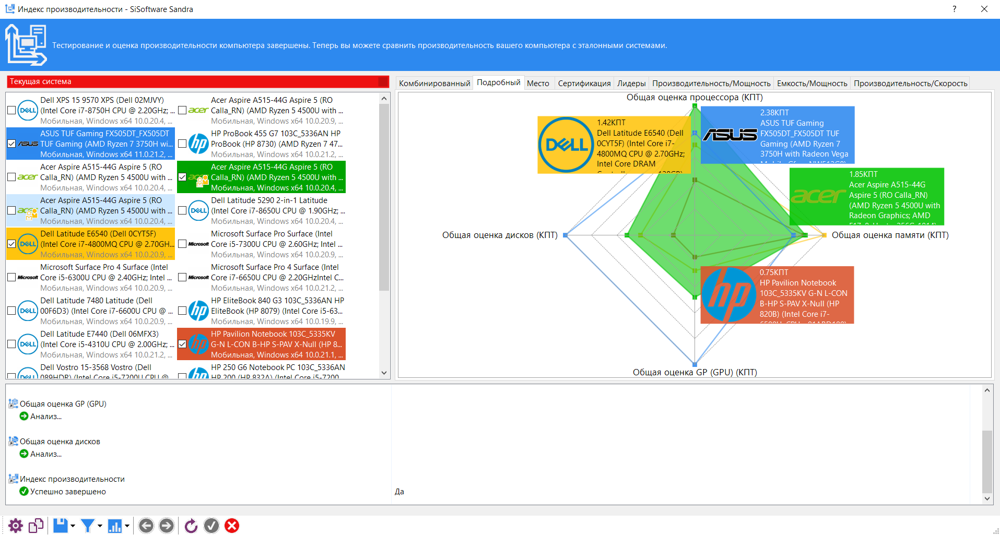 Индекс производительности - SiSoftware Sandra
?
Тестирование и оценка производительности компьютера завершены. Теперь вы можете сравнить производительность вашего компьютера с эталонными системами.
Текущая система
Dell XPS 15 9570 XPS (Dell 02MJVY)
(Intel Core i7-8750H CPU @ 2.20GHz; ...
Мобильная, Windows x64 10.0.20.4, ...
DELL
ASUS TUF Gaming FX505DT_FX505DT
TUF Gaming (AMD Ryzen 7 3750H wi...
Мобильная, Windows x64 11.0.21.2, ...
ASUS
Acer Aspire A515-44G Aspire 5 (RO
Calla_RN) (AMD Ryzen 5 4500U with ...
Мобильная, Windows x64 10.0.20.4, ...
acer
Acer Aspire A515-44G Aspire 5 (RO
Calla_RN) (AMD Ryzen 5 4500U with ...
Мобильная, Windows x64 10.0.20.4, ...
Dell Latitude E6540 (Dell 0CYT5F)
(Intel Core i7-4800MQ CPU @ 2.70GH...
Мобильная, Windows x64 10.0.20.9, ...
DELL
Microsoft Surface Pro 4 Surface (Intel
Core i5-6300U CPU @ 2.40GHz; Intel ...
Мобильная, Windows x64 10.0.20.9, ...
Microsoft
Dell Latitude 7480 Latitude (Dell
00F6D3) (Intel Core i7-6600U CPU @ ...
Мобильная, Windows x64 10.0.20.9, ...
DELL
Dell Latitude E7440 (Dell 06MFX3)
(Intel Core i5-4310U CPU @ 2.00GHz; ...
Мобильная, Windows x64 10.0.21.2, ...
DELL
Dell Vostro 15-3568 Vostro (Dell
089HDR) (Intel Core i5-7200U CPU @
Acer Aspire A515-44G Aspire 5 (RO
Calla_RN) (AMD Ryzen 5 4500U with ...
Мобильная, Windows x64 10.0.20.9, ...
acer
HP ProBook 455 G7 103C_5336AN HP
ProBook (HP 8730) (AMD Ryzen 7 47...
Мобильная, Windows x64 10.0.21.2, ...
hp
Acer Aspire A515-44G Aspire 5 (RO
Calla_RN) (AMD Ryzen 5 4500U with ...
Мобильная, Windows x64 10.0.20.4, ...
Dell Latitude 5290 2-in-1 Latitude
(Intel Core i7-8650U CPU @ 1.90GHz; ...
Мобильная, Windows x64 10.0.20.4, ...
DELL
Microsoft Surface Pro Surface (Intel
Core i5-7300U CPU @ 2.60GHz; Intel ...
Мобильная, Windows x64 10.0.20.9, ...
Microsoft
Microsoft Surface Pro 4 Surface (Intel
Core i7-6650U CPU @ 2.20GHzIntel C...
Мобильная, Windows x64 10.0.21.2, ...
Microsoft
HP EliteBook 840 G3 103C_5336AN HP
EliteBook (HP 8079) (Intel Core i5-63...
Мобильная, Windows x64 10.0.19.9, ...
hp
HP Pavilion Notebook 103C_5335KV
G-N L-CON B-HP S-PAV X-Null (HP 8...
Мобильная, Windows x64 10.0.21.1, ...
hp
HP 250 G6 Notebook PC 103C_5336AN
HP 200 (HP 832A) (Intel Core i5-7200
Комбинированный
Подробный
Место
Сертификация
Лидеры
Производительность/Мощность
Емкость/Мощность
Производительность/Скорость
Общая оценка процессора (КПТ)
DELL
1.42КПТ
Dell Latitude E6540 (Dell
0CYT5F) (Intel Core i7-
4800MQ CPU @ 2.70GHz;
Intel Core DRAM
ASUS
2.38КПТ
ASUS TUF Gaming
FX505DT_FX505DT TUF
Gaming (AMD Ryzen 7
3750H with Radeon Vega
acer
1.85КПТ
Acer Aspire A515-44G
Aspire 5 (RO Calla_RN)
(AMD Ryzen 5 4500U with
Radeon Graphics; AMD
Общая оценка дисков (КПТ)
Общая оценка памяти (КПТ)
hp
0.75КПТ
HP Pavilion Notebook
103C_5335KV G-N L-CON
B-HP S-PAV X-Null (HP
820B) (Intel Core i7-
Общая оценка GP (GPU) (КПТ)
Общая оценка GP (GPU)
Анализ...
Общая оценка дисков
Анализ...
Индекс производительности
Успешно завершено
Да